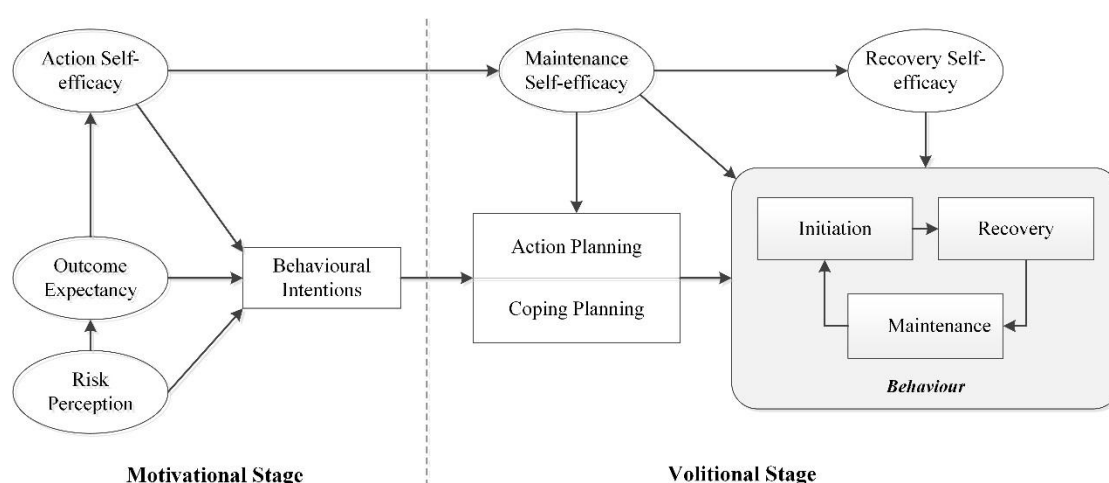 Action Self-
efficacy
Maintenance
Self-efficacy
Recovery Self-
efficacy
Outcome
Expectancy
Behavioural
Intentions
Action Planning
Coping Planning
Initiation
Recovery
Maintenance
Behaviour
Risk
Perception
Motivational Stage
Volitional Stage